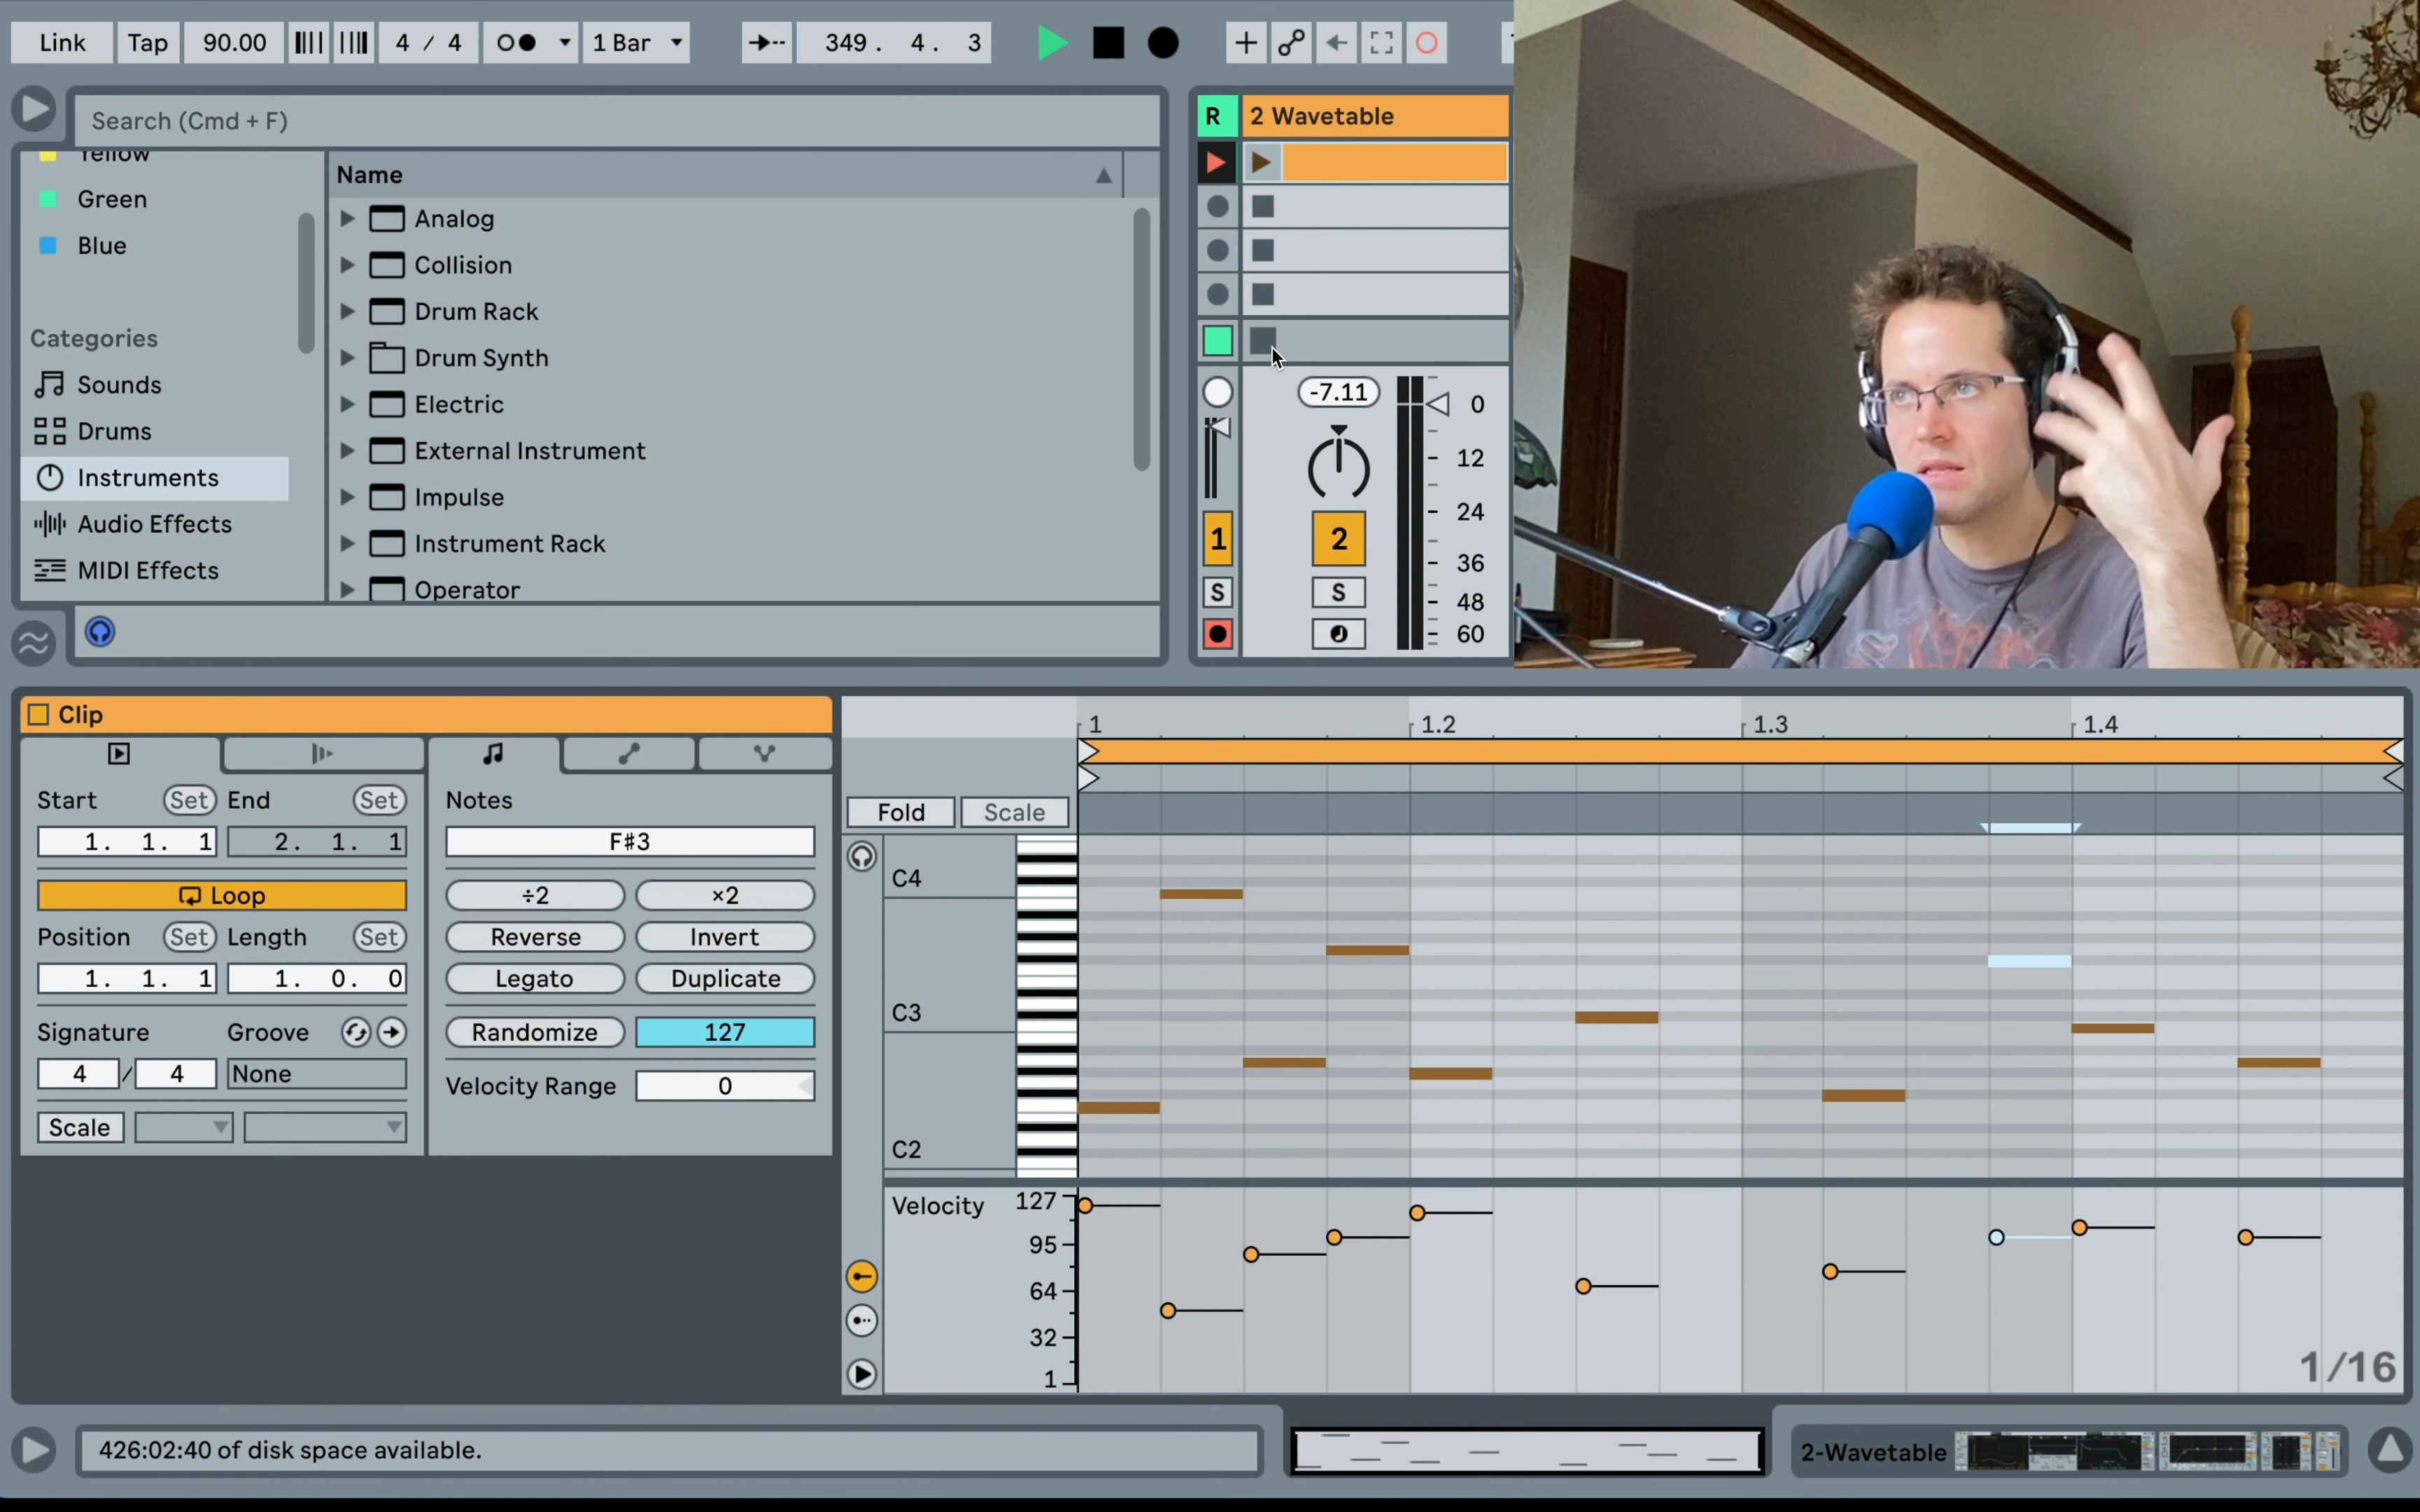 Link Tap 90.00 4 / 4 1 Bar 349. 4. 3
Search (Cmd + F)
Yellow
Green
Blue
Categories
Sounds
Drums
Instruments
Audio Effects
MIDI Effects
Name
Analog
Collision
Drum Rack
Drum Synth
Electric
External Instrument
Impulse
Instrument Rack
Operator
R 2 Wavetable
-7.11
0
12
24
36
48
60
1 2
S S
Clip
Start Set End Set
1. 1. 1 2. 1. 1
Loop
Position Set Length Set
1. 1. 1 1. 0. 0
Signature Groove
4 / 4 None
Scale
Notes
F#3
÷2 ×2
Reverse Invert
Legato Duplicate
Randomize 127
Velocity Range 0
1 1.2 1.3 1.4
Fold Scale
C4
C3
C2
Velocity 127
95
64
32
1
1/16
426:02:40 of disk space available.
2-Wavetable